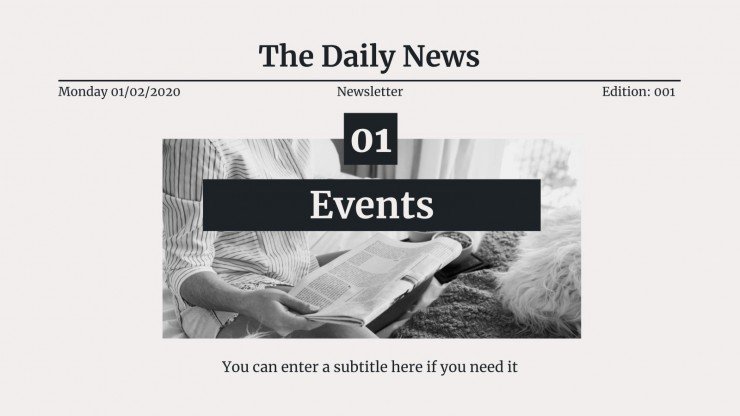 The Daily News
Monday 01/02/2020 Newsletter Edition: 001
01
Events
You can enter a subtitle here if you need it